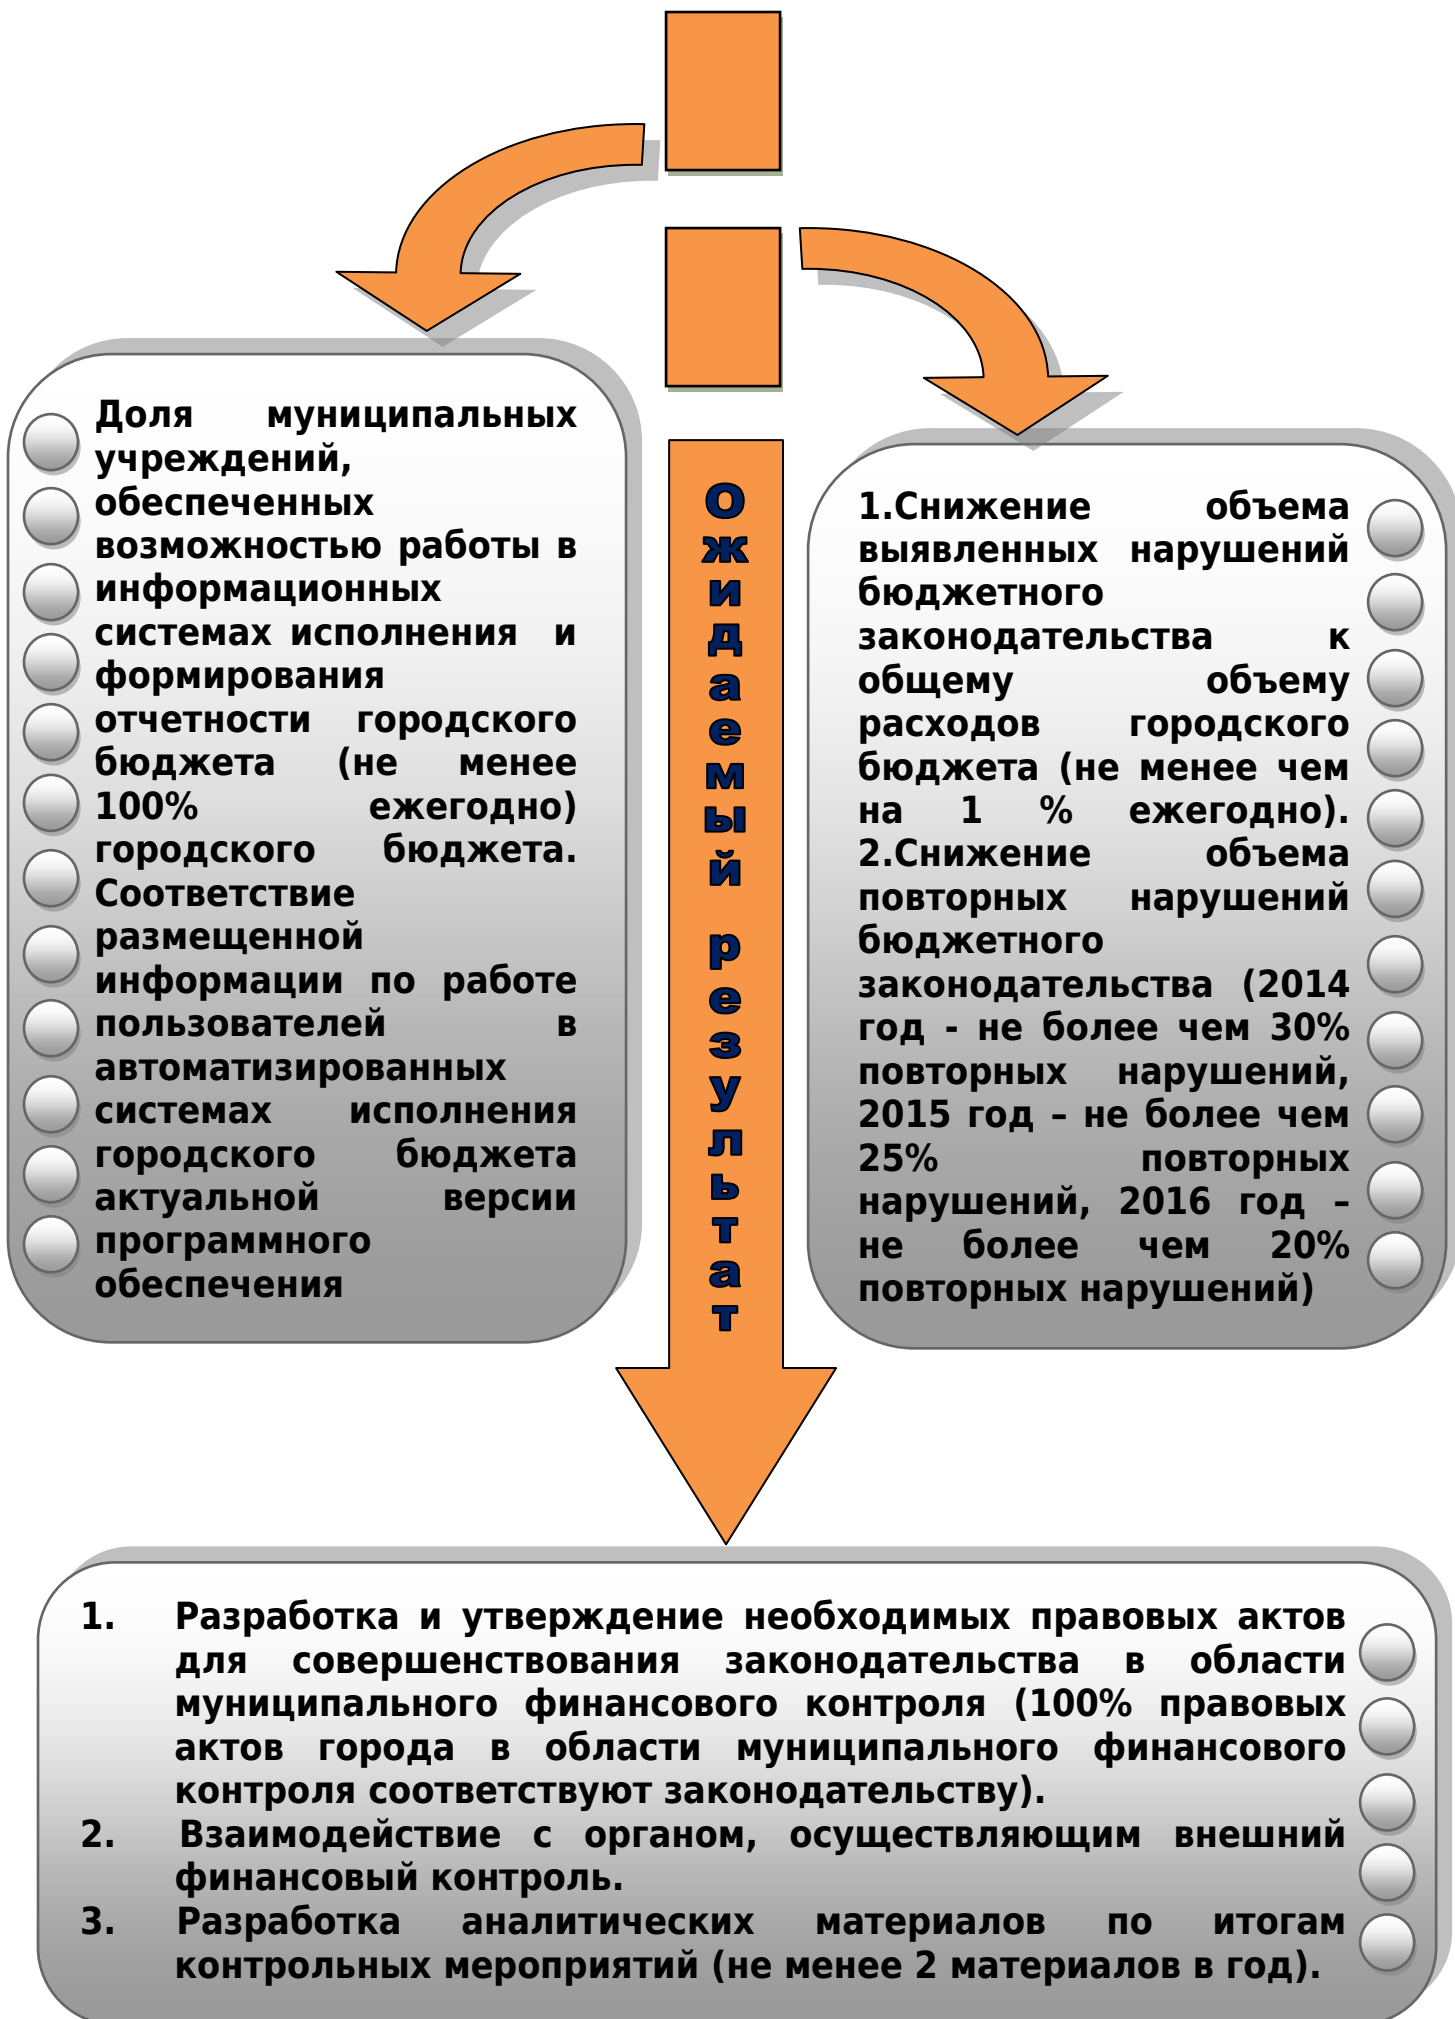 Доля муниципальных
учреждений,
обеспеченных
возможностью работы в
информационных
системах исполнения и
формирования
отчетности городского
бюджета (не менее
100% ежегодно)
городского бюджета.
Соответствие
размещенной
информации по работе
пользователей в
автоматизированных
системах исполнения
городского бюджета
актуальной версии
программного
обеспечения
Ожидаемый результат
1.Снижение объема
выявленных нарушений
бюджетного
законодательства к
общему объему
расходов городского
бюджета (не менее чем
на 1 % ежегодно).
2.Снижение объема
повторных нарушений
бюджетного
законодательства (2014
год - не более чем 30%
повторных нарушений,
2015 год – не более чем
25% повторных
нарушений, 2016 год –
не более чем 20%
повторных нарушений)
1. Разработка и утверждение необходимых правовых актов
для совершенствования законодательства в области
муниципального финансового контроля (100% правовых
актов города в области муниципального финансового
контроля соответствуют законодательству).
2. Взаимодействие с органом, осуществляющим внешний
финансовый контроль.
3. Разработка аналитических материалов по итогам
контрольных мероприятий (не менее 2 материалов в год).